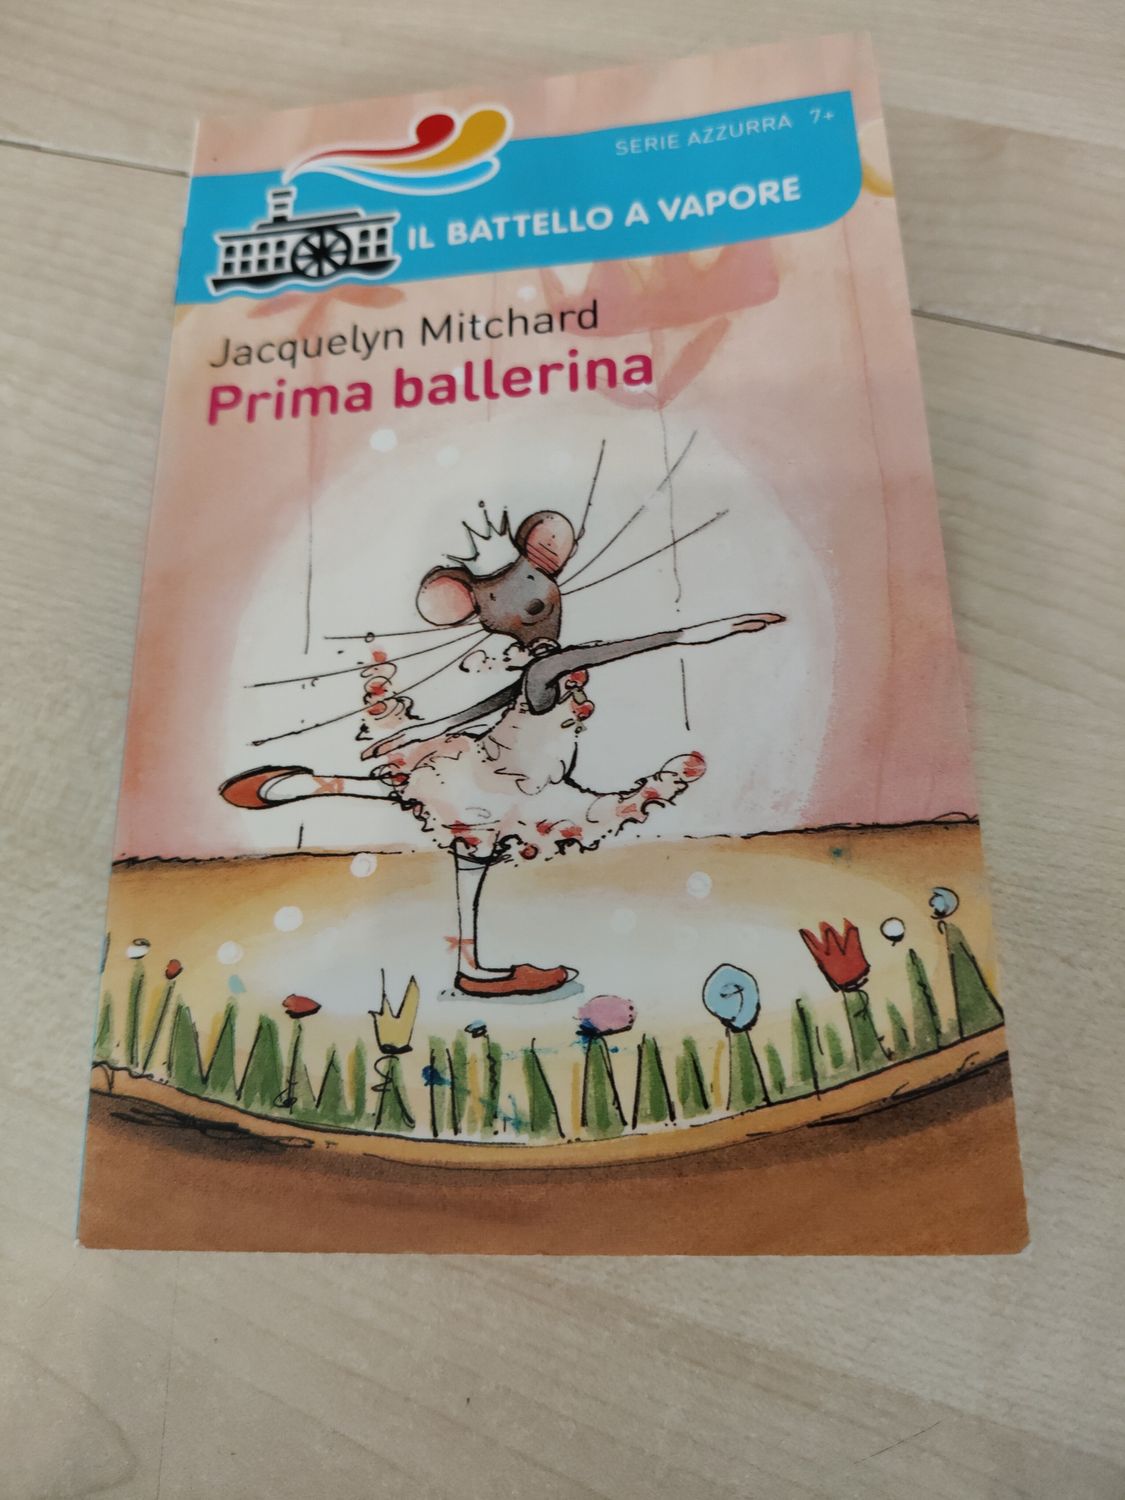 SERIE AZZURRA 7+
IL BATTELLO A VAPORE
Jacquelyn Mitchard
Prima ballerina